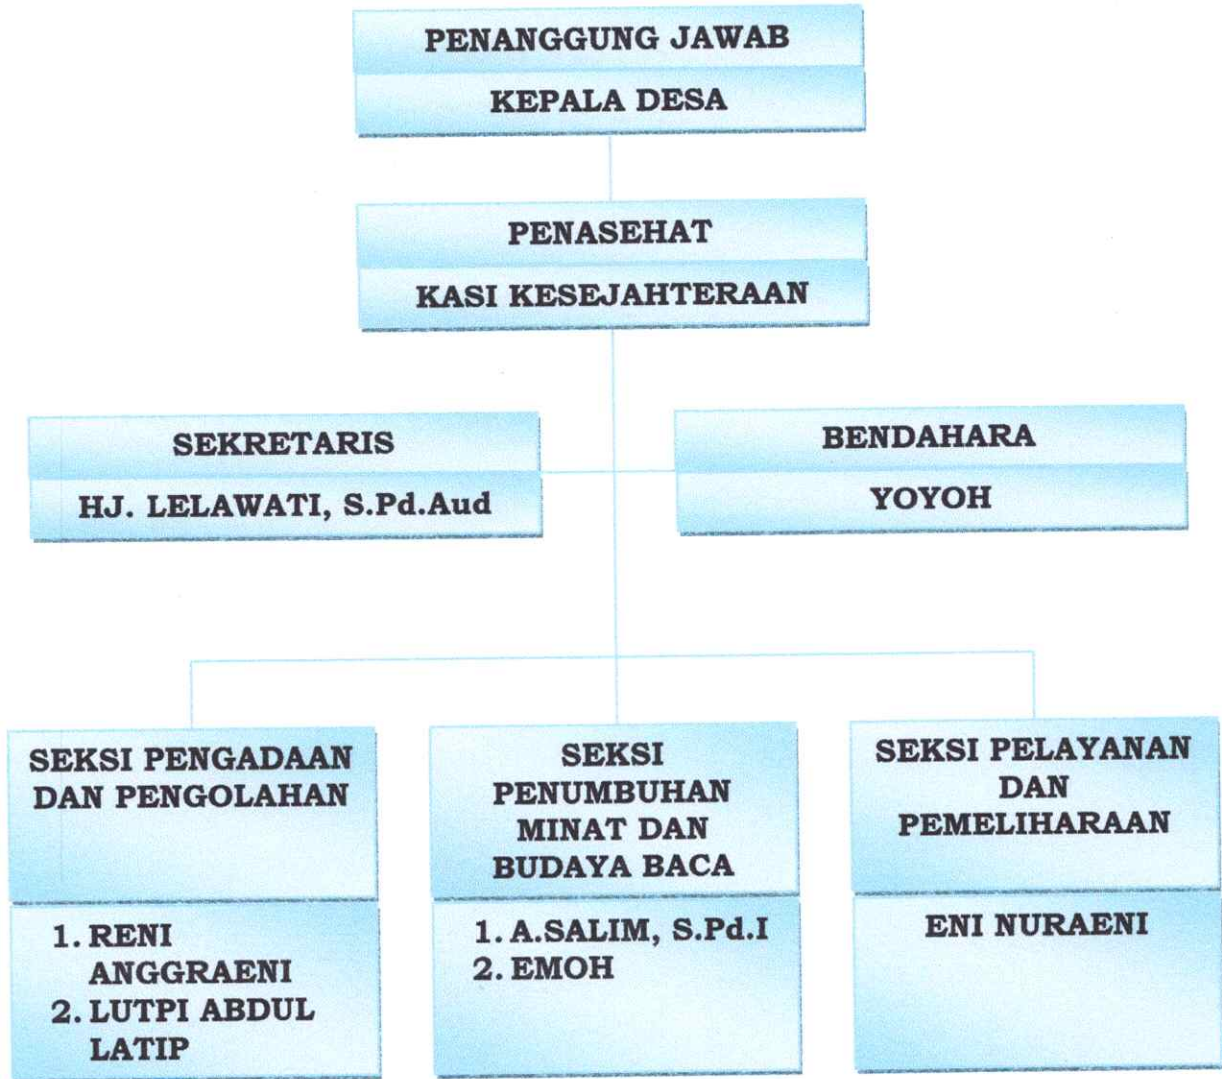 PENANGGUNG JAWAB
KEPALA DESA
PENASEHAT
KASI KESEJAHTERAAN
SEKRETARIS
HJ. LELAWATI, S.Pd.Aud
BENDAHARA
YOYOH
SEKSI PENGADAAN
DAN PENGOLAHAN
1. RENI
ANGGRAENI
2. LUTPI ABDUL
LATIP
SEKSI
PENUMBUHAN
MINAT DAN
BUDAYA BACA
1. A.SALIM, S.Pd.I
2. EMOH
SEKSI PELAYANAN
DAN
PEMELIHARAAN
ENI NURAENI